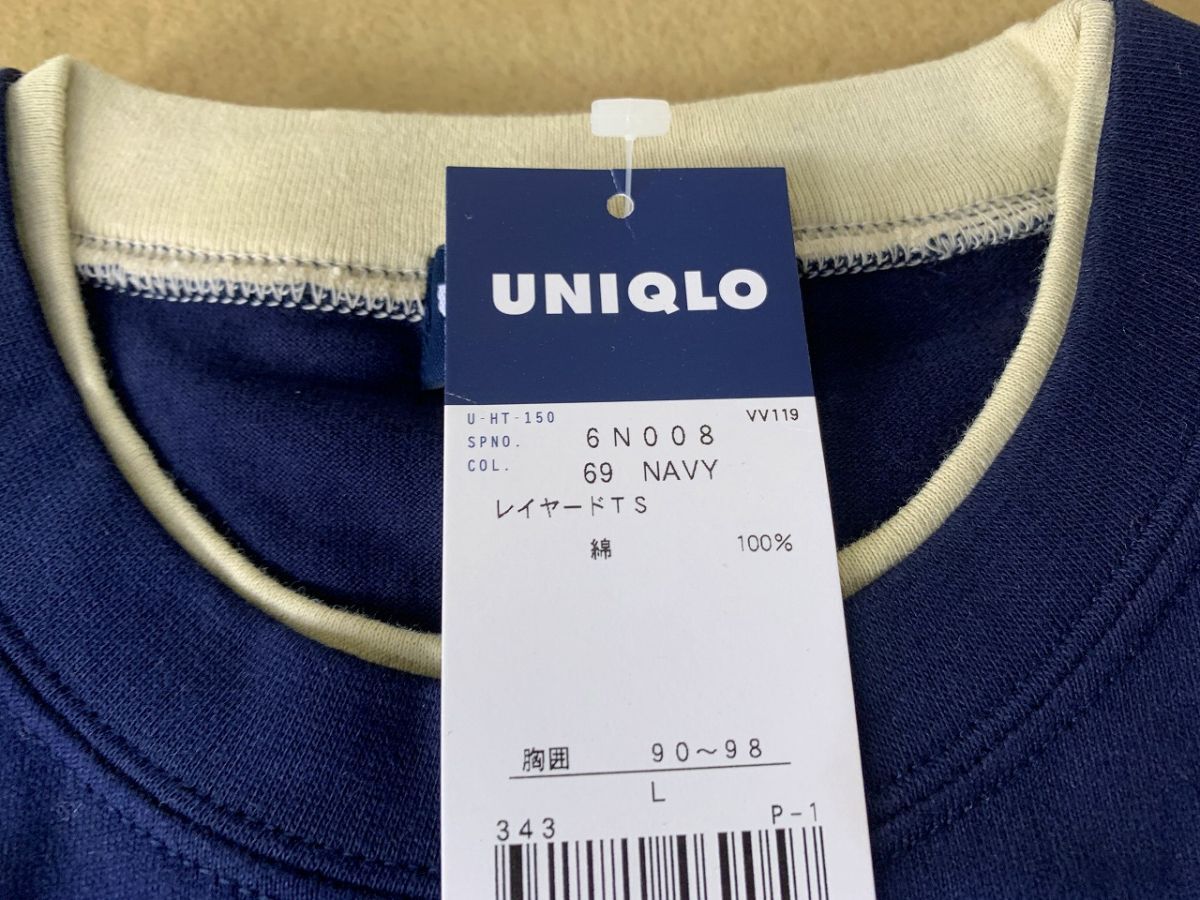 UNIQLO
U-HT-150 VV119
SPNO. 6N008
COL. 69 NAVY
レイヤードTS
綿 100%
胸囲 90～98
L
343 P-1